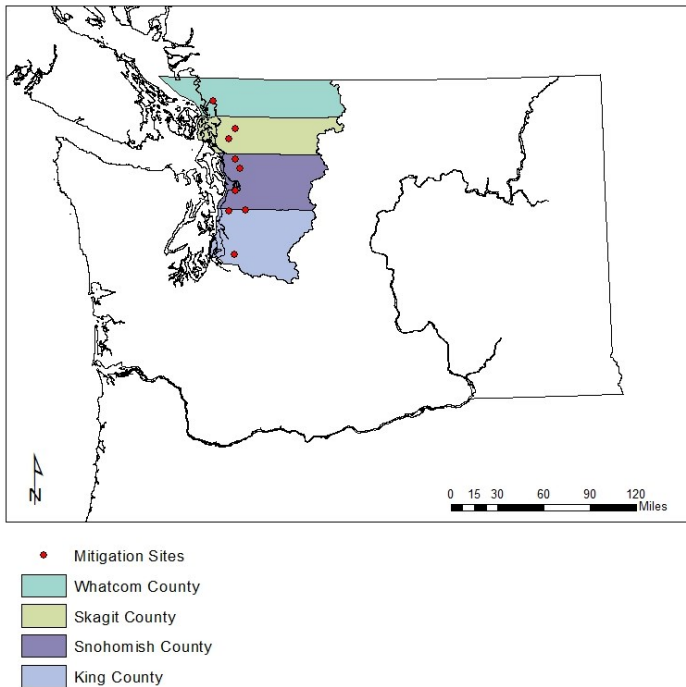 N
0 15 30 60 90 120
Miles
Mitigation Sites
Whatcom County
Skagit County
Snohomish County
King County